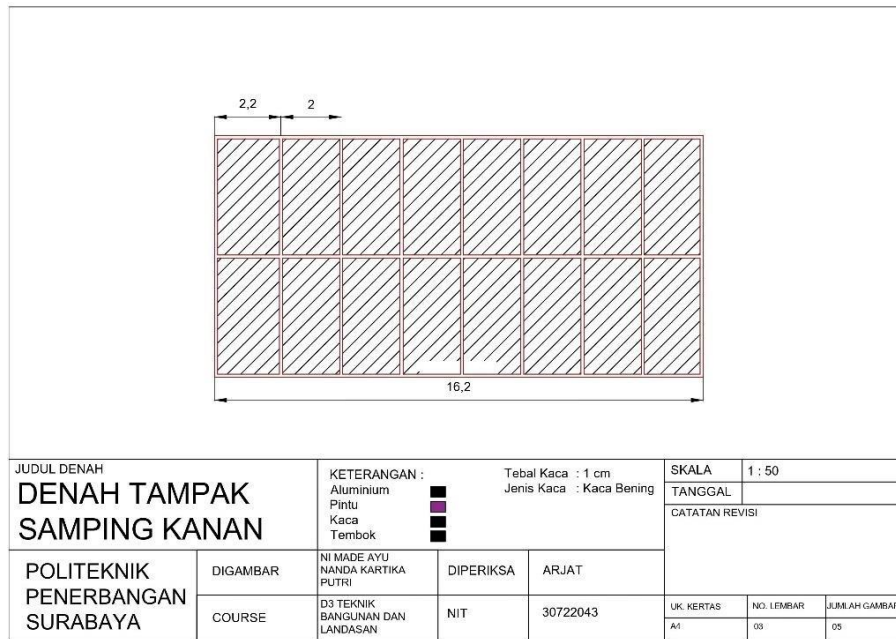 2,2
2
16,2
JUDUL DENAH
DENAH TAMPAK
SAMPING KANAN
KETERANGAN :
Aluminium
Pintu
Kaca
Tembok
Tebal Kaca : 1 cm
Jenis Kaca : Kaca Bening
SKALA
1 : 50
TANGGAL
CATATAN REVISI
POLITEKNIK
PENERBANGAN
SURABAYA
DIGAMBAR
NI MADE AYU
NANDA KARTIKA
PUTRI
DIPERIKSA
ARJAT
COURSE
D3 TEKNIK
BANGUNAN DAN
LANDASAN
NIT
30722043
UK. KERTAS
NO. LEMBAR
JUMLAH GAMBAR
A4
03
05